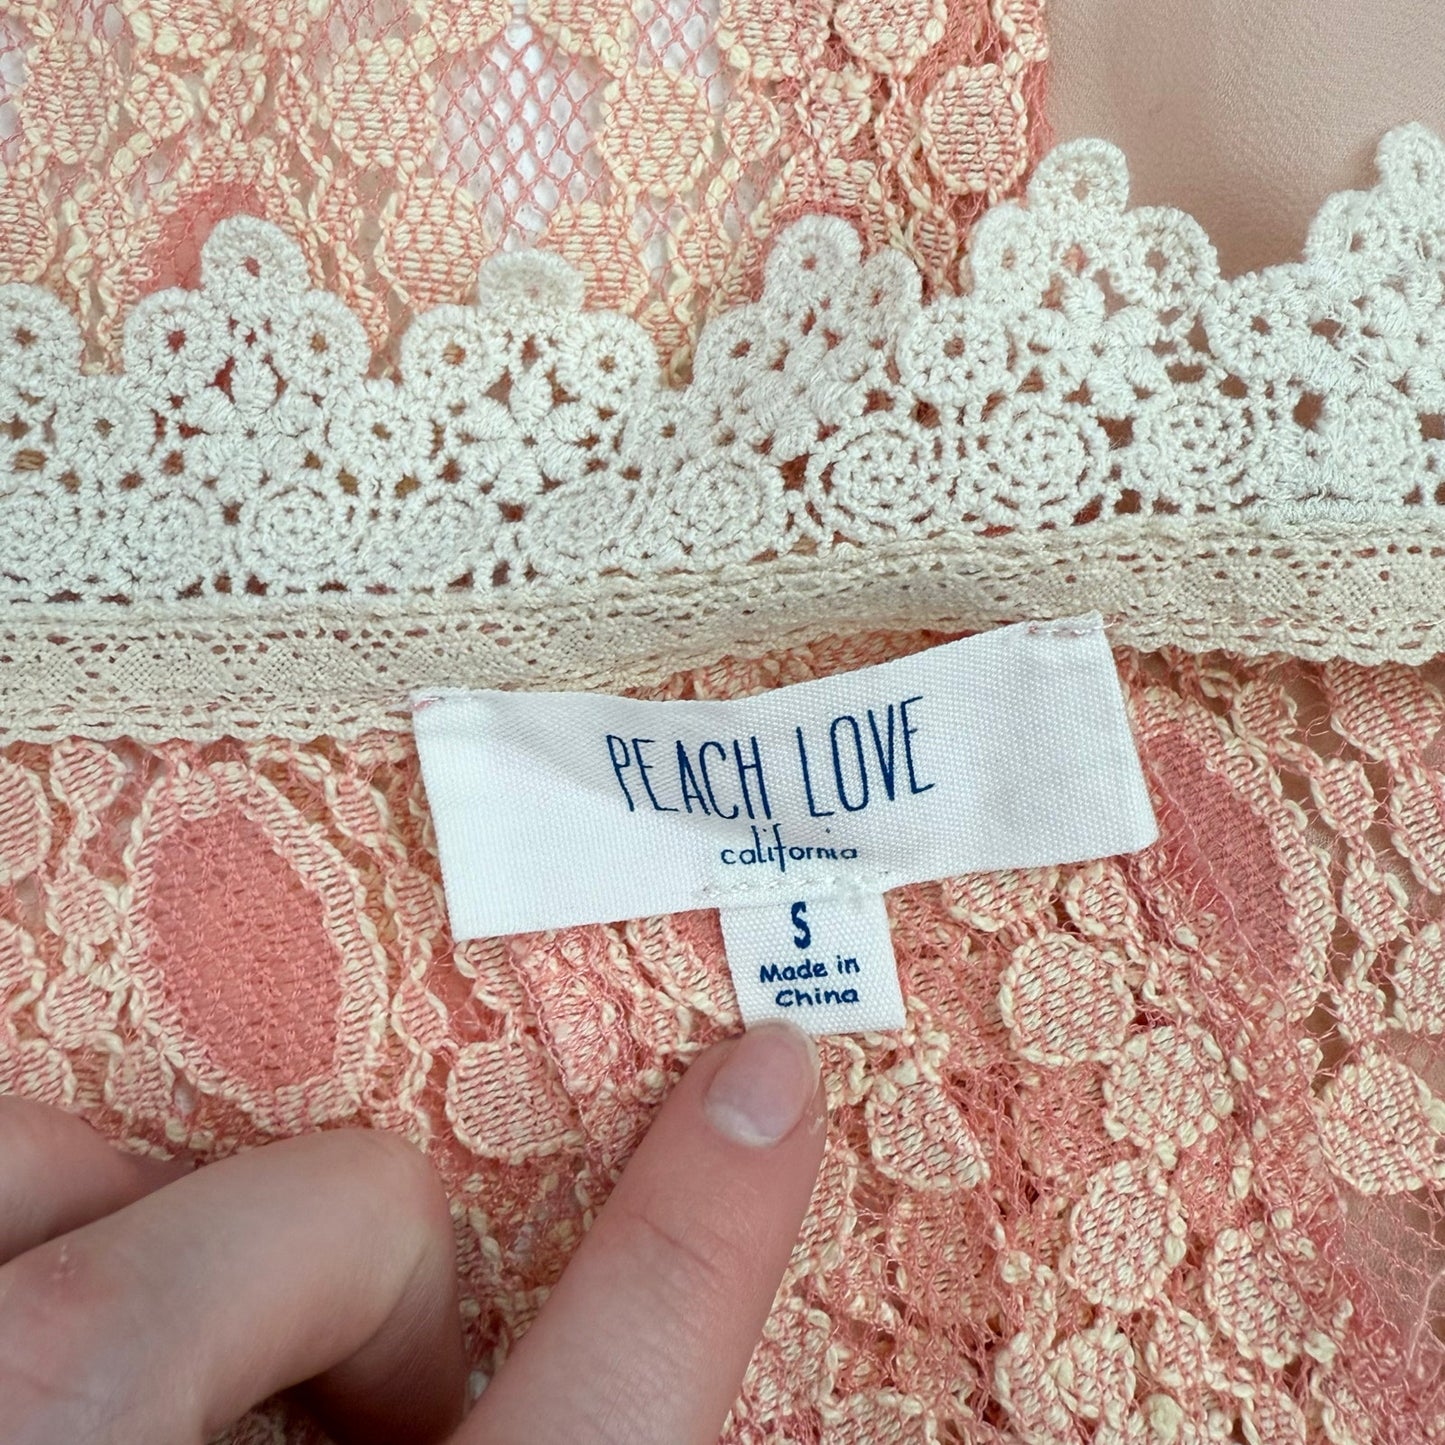 PEACH LOVE
california
S
Made in
China